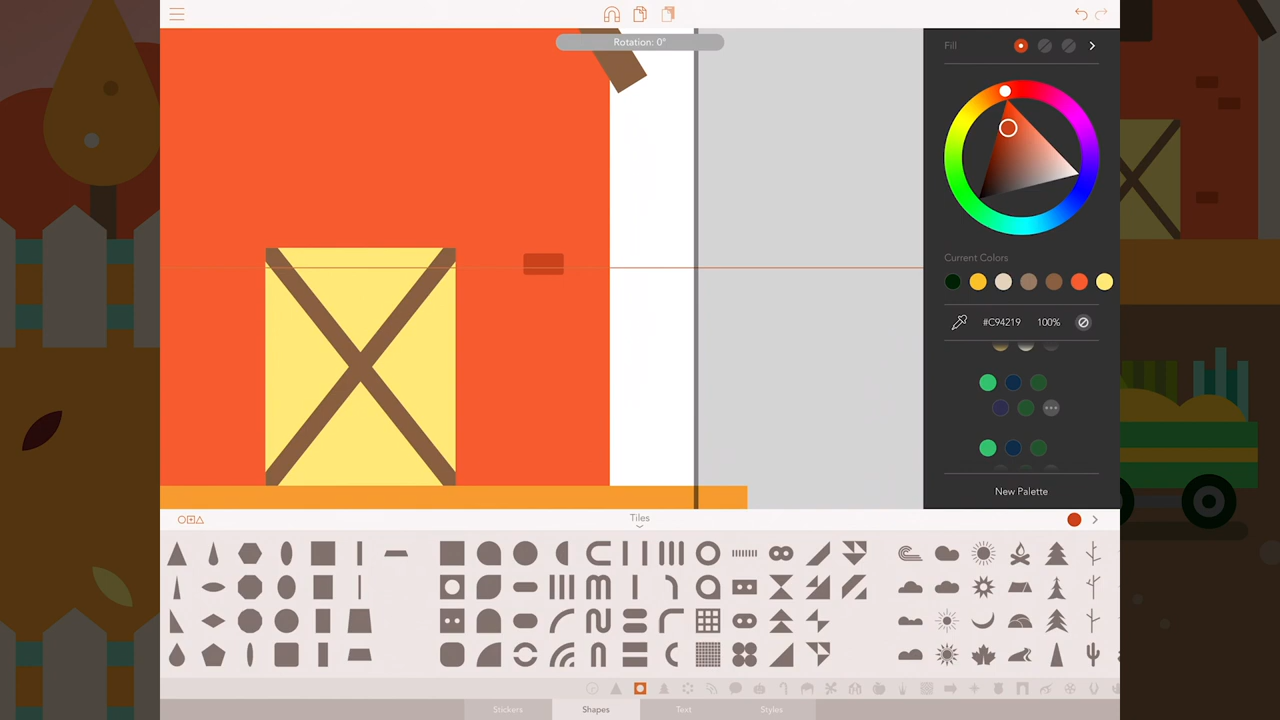 Rotation: 0°
Fill
Current Colors
#C94219 100%
New Palette
Tiles
Stickers Shapes Text Styles